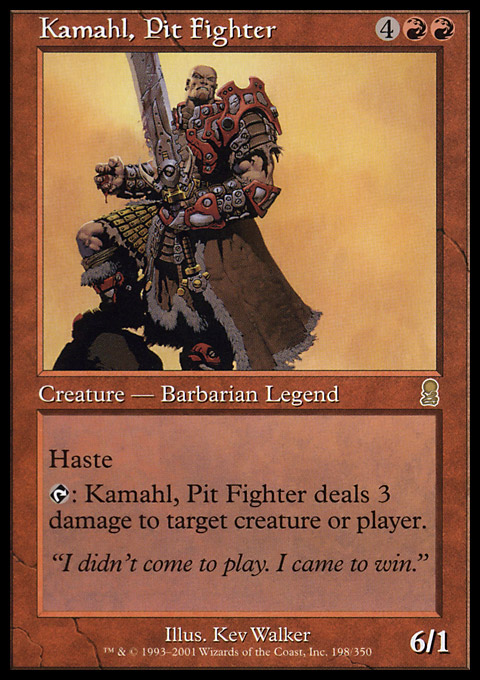 Kamahl, Pit Fighter 4
Creature — Barbarian Legend
Haste
: Kamahl, Pit Fighter deals 3
damage to target creature or player.
“I didn’t come to play. I came to win.”
Illus. Kev Walker
™ & © 1993–2001 Wizards of the Coast, Inc. 198/350
6/1